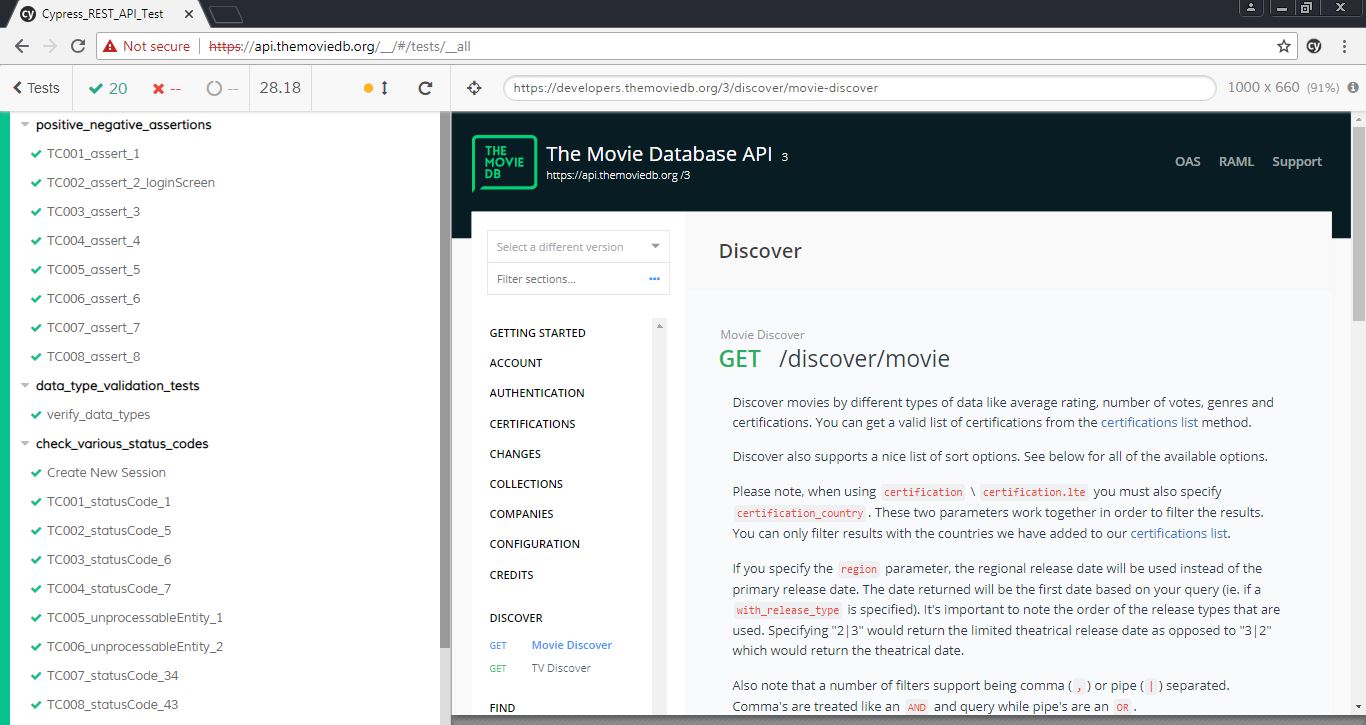 Cypress_REST_API_Test
Not secure https://api.themoviedb.org/__/#/tests/__all
Tests 20 -- -- 28.18 https://developers.themoviedb.org/3/discover/movie-discover 1000 x 660 (91%)
positive_negative_assertions
TC001_assert_1
TC002_assert_2_loginScreen
TC003_assert_3
TC004_assert_4
TC005_assert_5
TC006_assert_6
TC007_assert_7
TC008_assert_8
data_type_validation_tests
verify_data_types
check_various_status_codes
Create New Session
TC001_statusCode_1
TC002_statusCode_5
TC003_statusCode_6
TC004_statusCode_7
TC005_unprocessableEntity_1
TC006_unprocessableEntity_2
TC007_statusCode_34
TC008_statusCode_43
THE
MOVIE
DB
The Movie Database API 3
https://api.themoviedb.org /3
OAS RAML Support
Select a different version
Filter sections...
GETTING STARTED
ACCOUNT
AUTHENTICATION
CERTIFICATIONS
CHANGES
COLLECTIONS
COMPANIES
CONFIGURATION
CREDITS
DISCOVER
GET Movie Discover
GET TV Discover
FIND
Discover
Movie Discover
GET /discover/movie
Discover movies by different types of data like average rating, number of votes, genres and
certifications. You can get a valid list of certifications from the certifications list method.
Discover also supports a nice list of sort options. See below for all of the available options.
Please note, when using certification \ certification.lte you must also specify
certification_country . These two parameters work together in order to filter the results.
You can only filter results with the countries we have added to our certifications list.
If you specify the region parameter, the regional release date will be used instead of the
primary release date. The date returned will be the first date based on your query (ie. if a
with_release_type is specified). It's important to note the order of the release types that are
used. Specifying "2|3" would return the limited theatrical release date as opposed to "3|2"
which would return the theatrical date.
Also note that a number of filters support being comma ( , ) or pipe ( | ) separated.
Comma's are treated like an AND and query while pipe's are an OR .